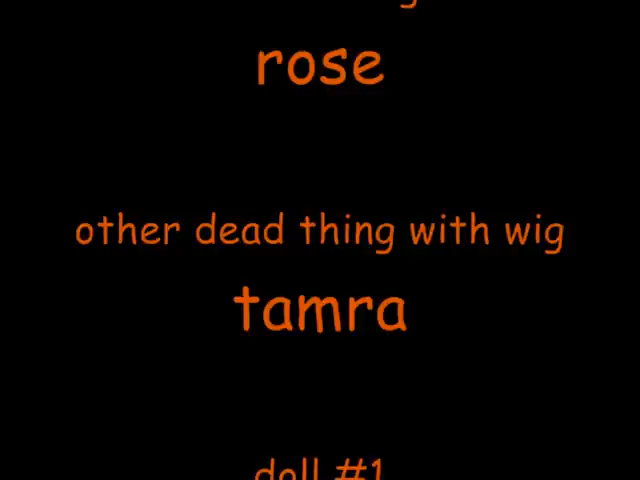 rose
other dead thing with wig
tamra
doll #1